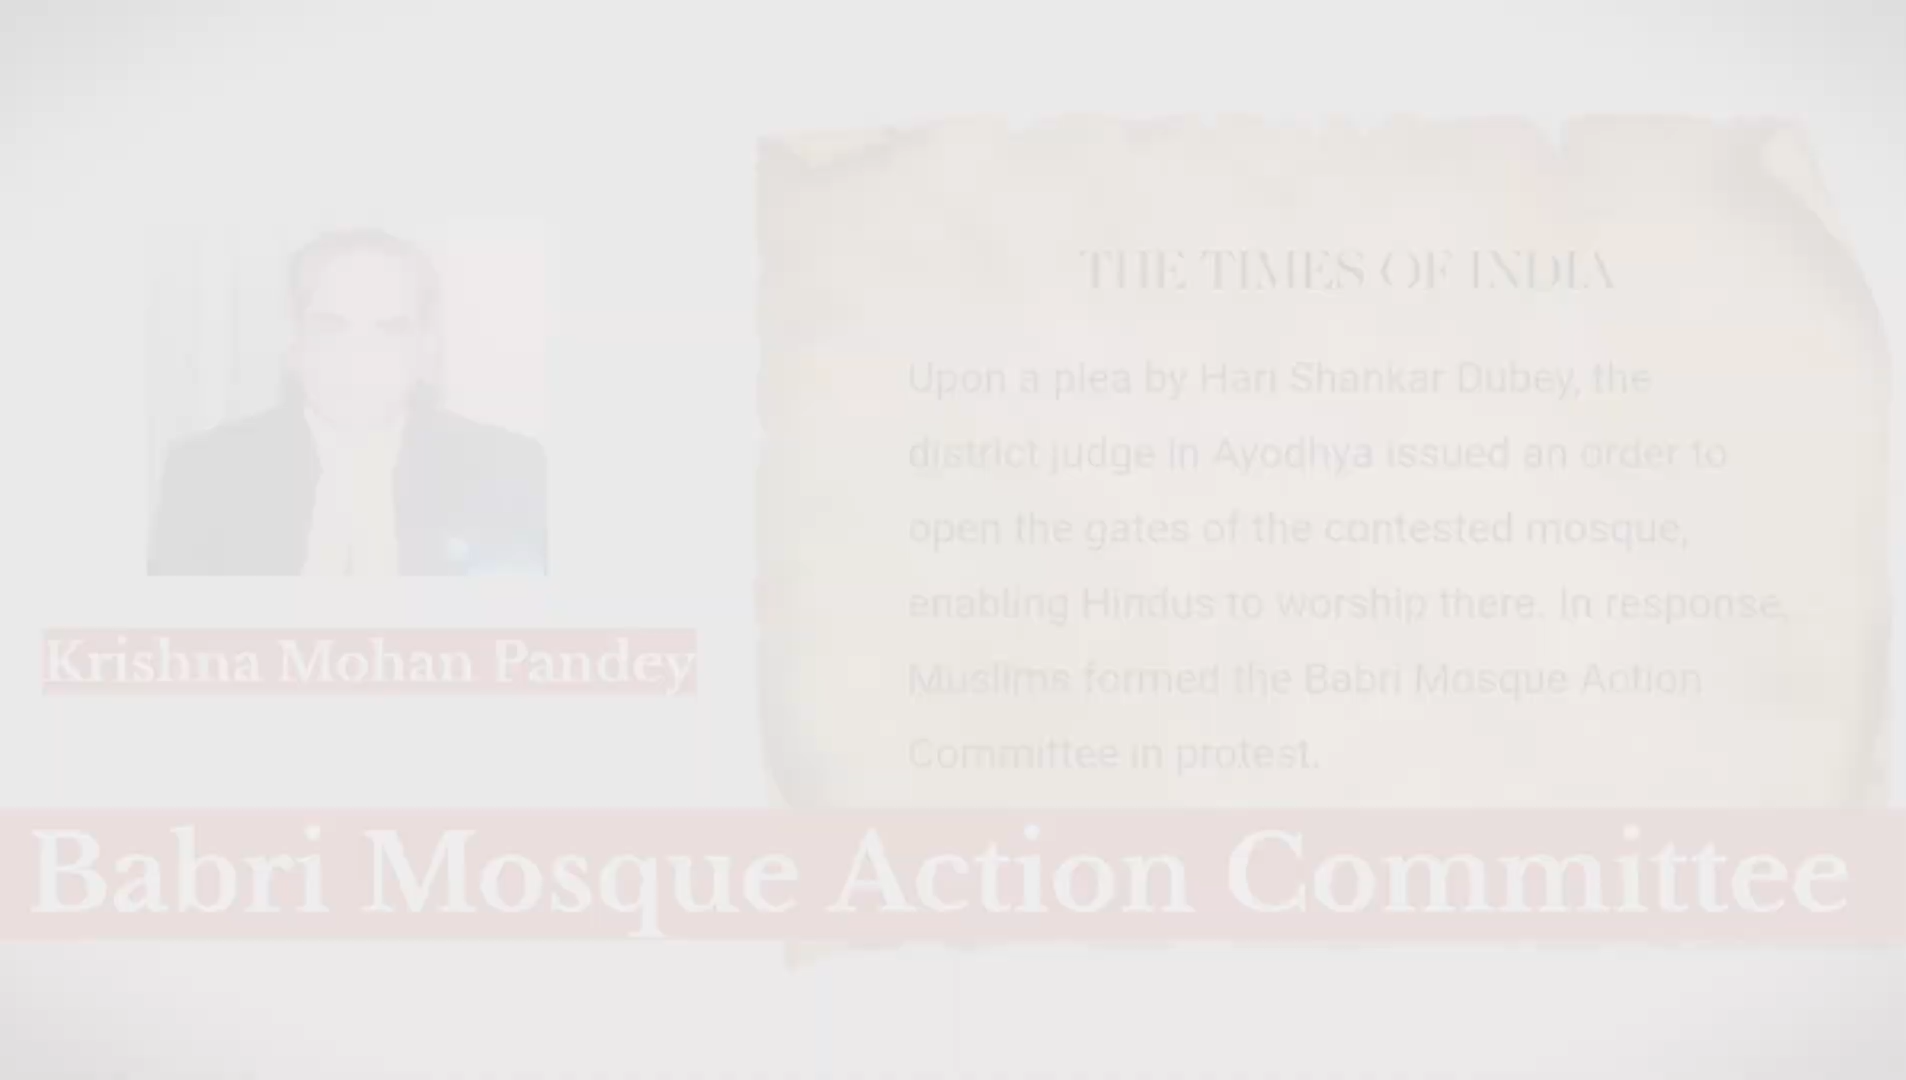 THE TIMES OF INDIA
Upon a plea by Hari Shankar Dubey, the
district judge in Ayodhya issued an order to
open the gates of the contested mosque,
enabling Hindus to worship there. In response,
Muslims formed the Babri Mosque Action
Committee in protest.
Krishna Mohan Pandey
Babri Mosque Action Committee